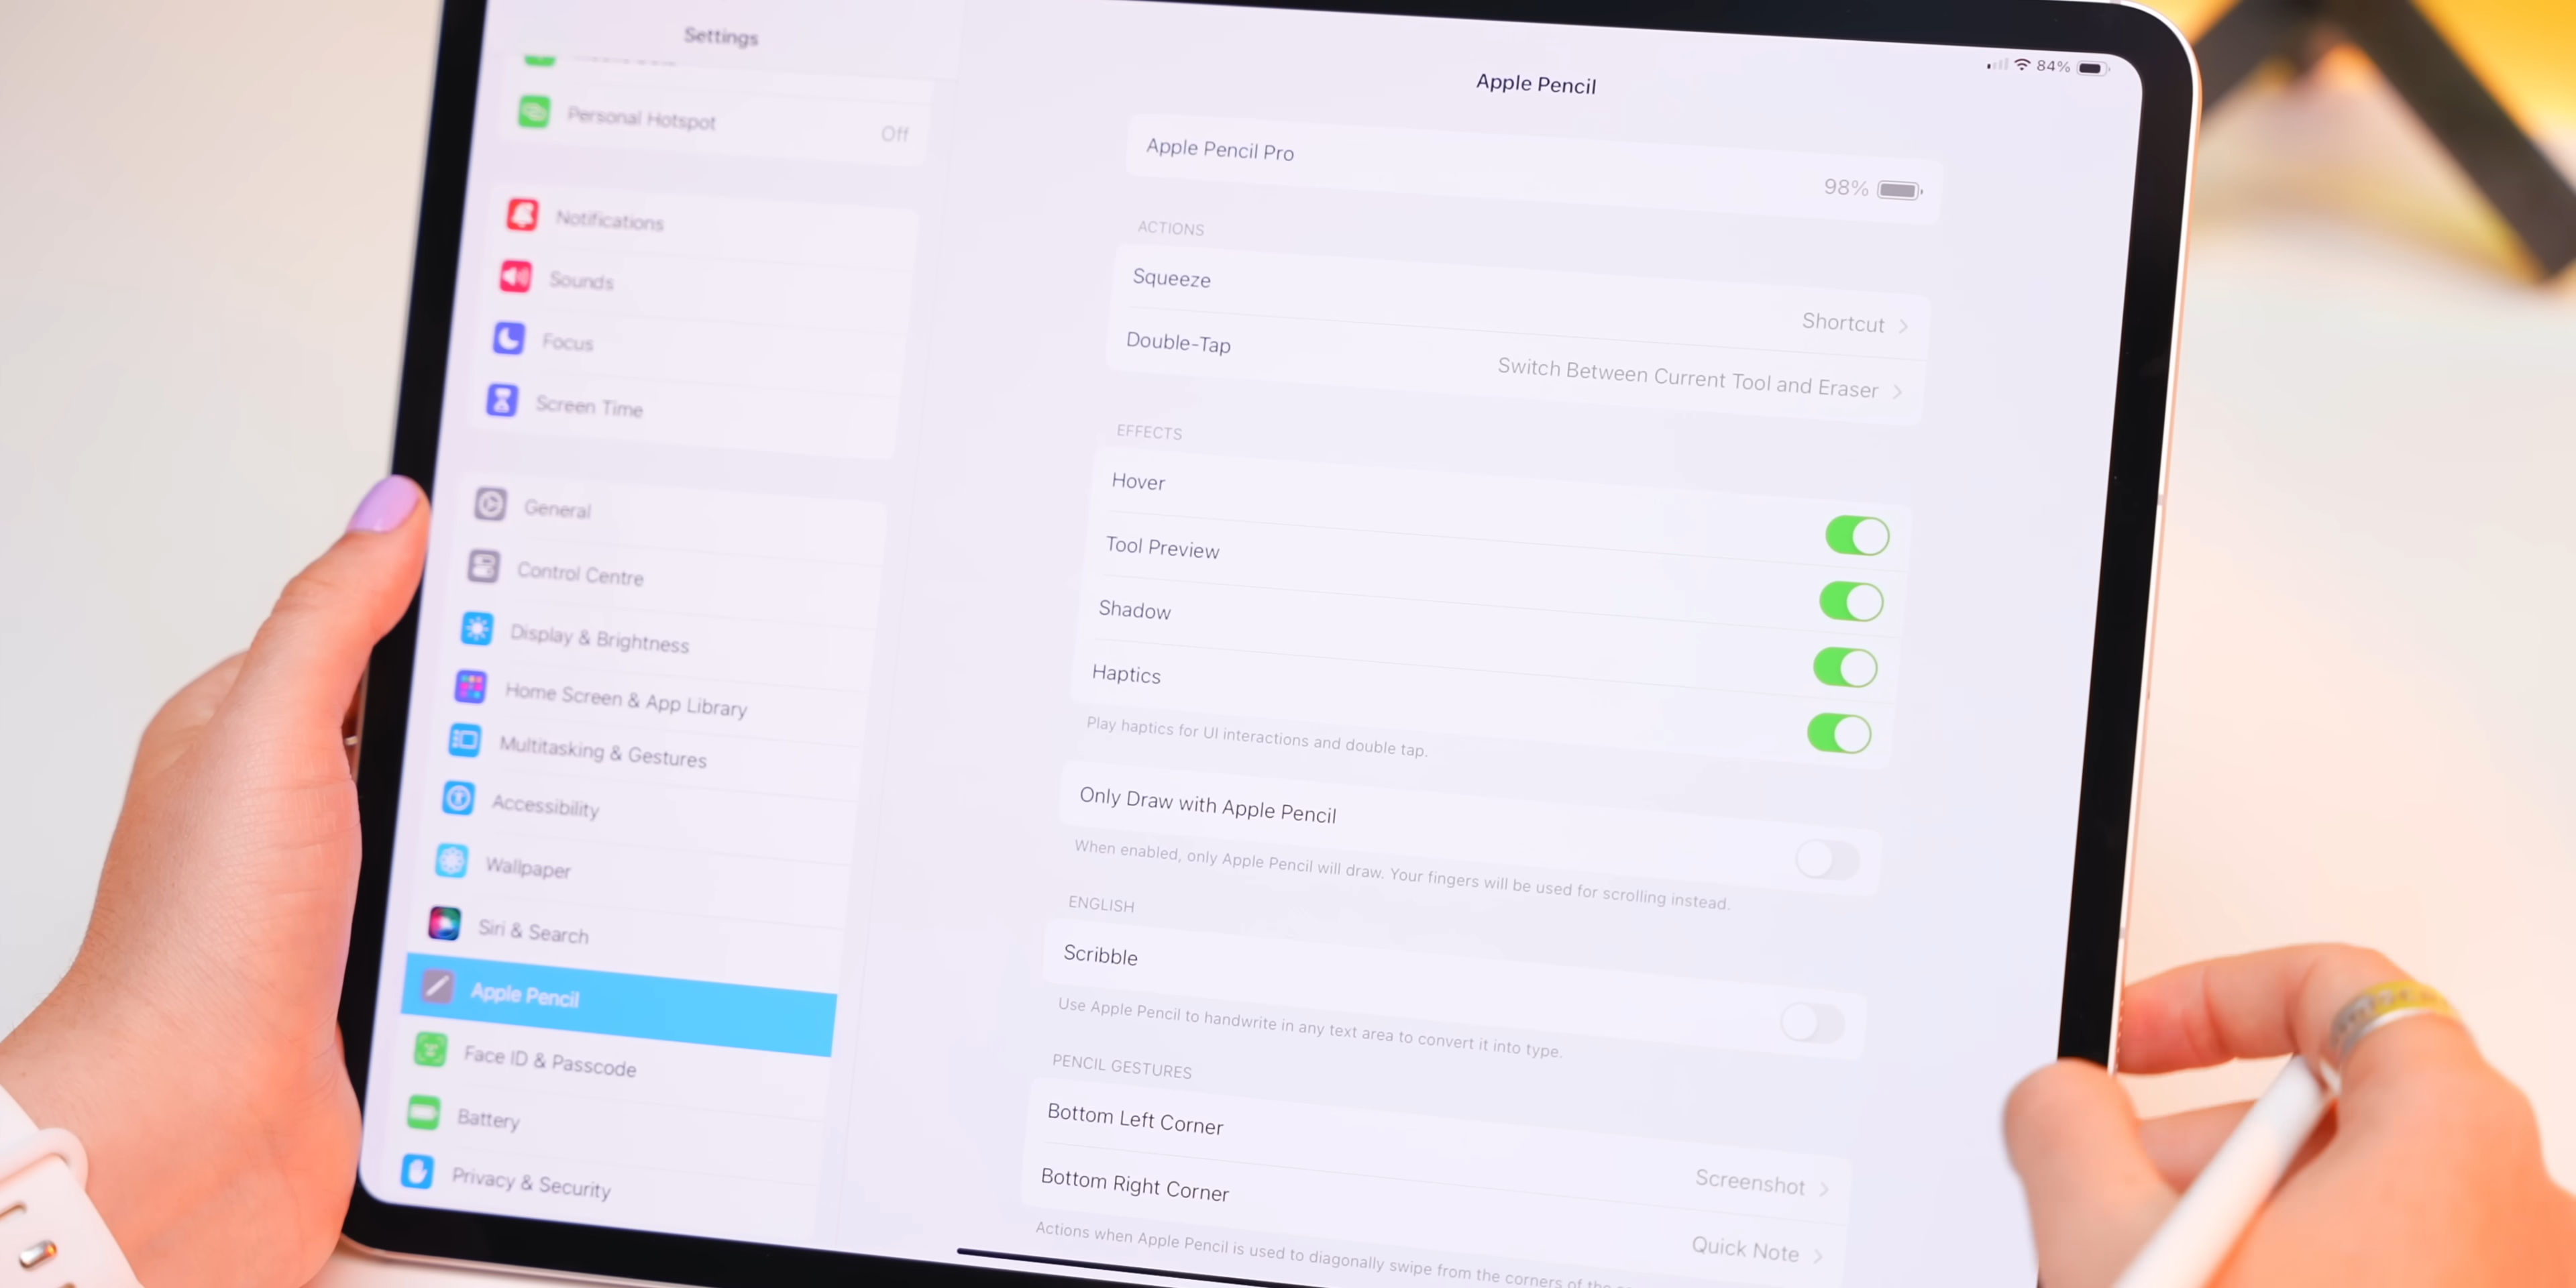 Settings
Personal Hotspot Off
Notifications
Sounds
Focus
Screen Time
General
Control Centre
Display & Brightness
Home Screen & App Library
Multitasking & Gestures
Accessibility
Wallpaper
Siri & Search
Apple Pencil
Face ID & Passcode
Battery
Privacy & Security
84%
Apple Pencil
Apple Pencil Pro 98%
ACTIONS
Squeeze Shortcut
Double-Tap Switch Between Current Tool and Eraser
EFFECTS
Hover
Tool Preview
Shadow
Haptics
Play haptics for UI interactions and double tap.
Only Draw with Apple Pencil
When enabled, only Apple Pencil will draw. Your fingers will be used for scrolling instead.
ENGLISH
Scribble
Use Apple Pencil to handwrite in any text area to convert it into type.
PENCIL GESTURES
Bottom Left Corner Screenshot
Bottom Right Corner Quick Note
Actions when Apple Pencil is used to diagonally swipe from the corners of the